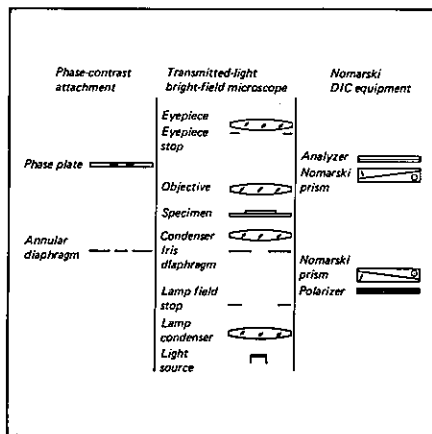 Phase-contrast
attachment
Transmitted-light
bright-field microscope
Nomarski
DIC equipment
Phase plate
Annular
diaphragm
Eyepiece
Eyepiece
stop
Objective
Specimen
Condenser
Iris
diaphragm
Lamp field
stop
Lamp
condenser
Light
source
Analyzer
Nomarski
prism
Nomarski
prism
Polarizer